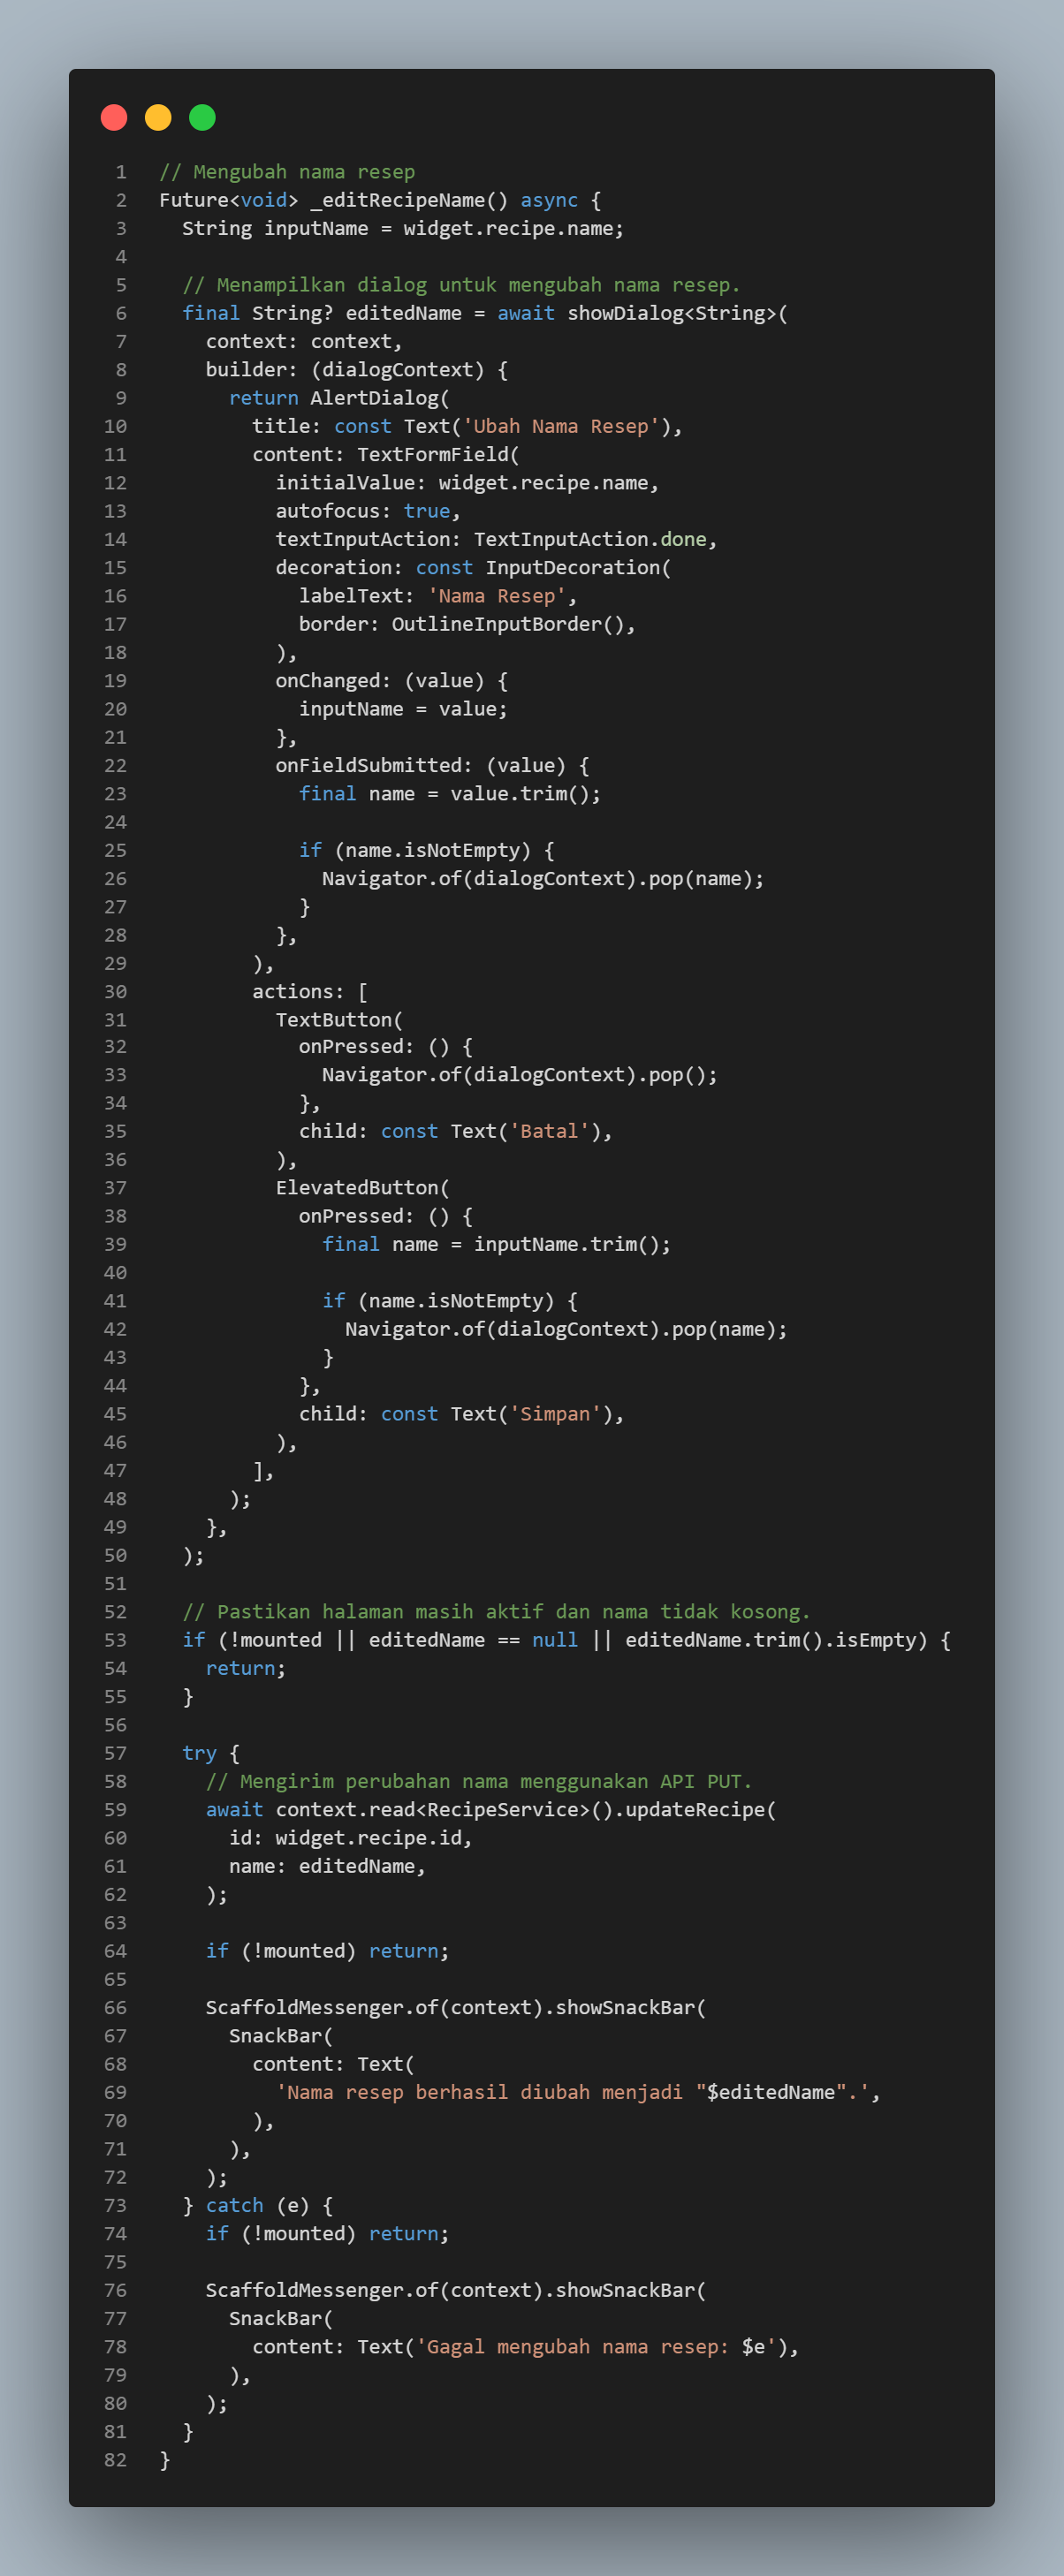 1 // Mengubah nama resep
2 Future<void> _editRecipeName() async {
3   String inputName = widget.recipe.name;
4
5   // Menampilkan dialog untuk mengubah nama resep.
6   final String? editedName = await showDialog<String>(
7     context: context,
8     builder: (dialogContext) {
9       return AlertDialog(
10         title: const Text('Ubah Nama Resep'),
11         content: TextFormField(
12           initialValue: widget.recipe.name,
13           autofocus: true,
14           textInputAction: TextInputAction.done,
15           decoration: const InputDecoration(
16             labelText: 'Nama Resep',
17             border: OutlineInputBorder(),
18           ),
19           onChanged: (value) {
20             inputName = value;
21           },
22           onFieldSubmitted: (value) {
23             final name = value.trim();
24
25             if (name.isNotEmpty) {
26               Navigator.of(dialogContext).pop(name);
27             }
28           },
29         ),
30         actions: [
31           TextButton(
32             onPressed: () {
33               Navigator.of(dialogContext).pop();
34             },
35             child: const Text('Batal'),
36           ),
37           ElevatedButton(
38             onPressed: () {
39               final name = inputName.trim();
40
41               if (name.isNotEmpty) {
42                 Navigator.of(dialogContext).pop(name);
43               }
44             },
45             child: const Text('Simpan'),
46           ),
47         ],
48       );
49     },
50   );
51
52   // Pastikan halaman masih aktif dan nama tidak kosong.
53   if (!mounted || editedName == null || editedName.trim().isEmpty) {
54     return;
55   }
56
57   try {
58     // Mengirim perubahan nama menggunakan API PUT.
59     await context.read<RecipeService>().updateRecipe(
60       id: widget.recipe.id,
61       name: editedName,
62     );
63
64     if (!mounted) return;
65
66     ScaffoldMessenger.of(context).showSnackBar(
67       SnackBar(
68         content: Text(
69           'Nama resep berhasil diubah menjadi "$editedName".',
70         ),
71       ),
72     );
73   } catch (e) {
74     if (!mounted) return;
75
76     ScaffoldMessenger.of(context).showSnackBar(
77       SnackBar(
78         content: Text('Gagal mengubah nama resep: $e'),
79       ),
80     );
81   }
82 }